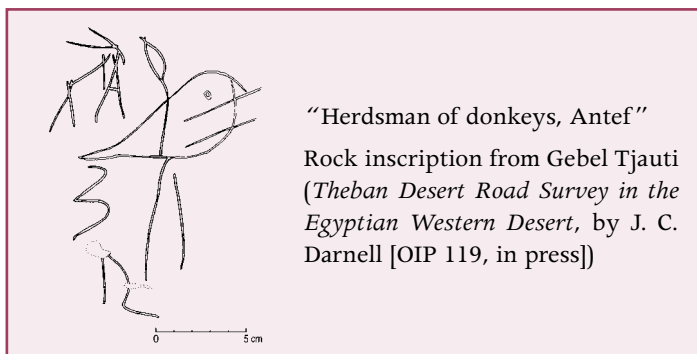 “Herdsman of donkeys, Antef”
Rock inscription from Gebel Tjauti
(Theban Desert Road Survey in the
Egyptian Western Desert, by J. C.
Darnell [OIP 119, in press])
0 5 cm